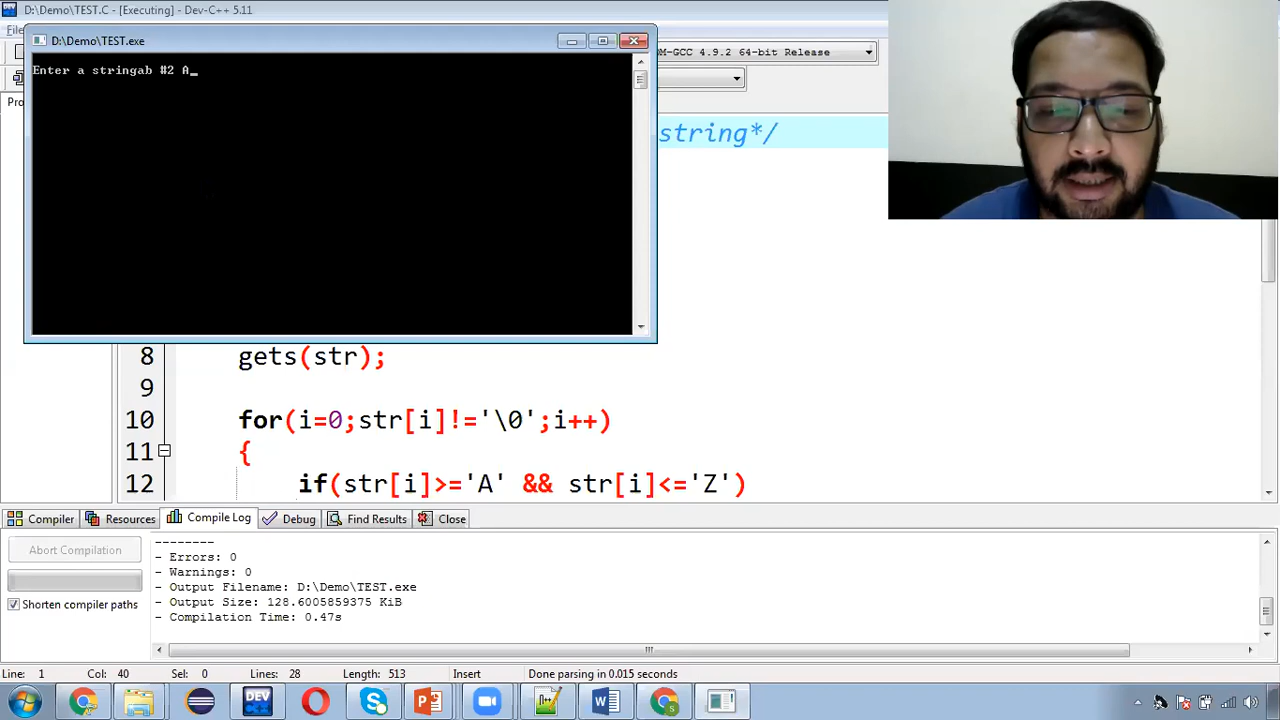 D:\Demo\TEST.C - [Executing] - Dev-C++ 5.11
D:\Demo\TEST.exe
Enter a stringab #2 A_
M-GCC 4.9.2 64-bit Release
string*/
8 gets(str);
9
10 for(i=0;str[i]!='\0';i++)
11 {
12 if(str[i]>='A' && str[i]<='Z')
Compiler Resources Compile Log Debug Find Results Close
Abort Compilation
Shorten compiler paths
--------
- Errors: 0
- Warnings: 0
- Output Filename: D:\Demo\TEST.exe
- Output Size: 128.6005859375 KiB
- Compilation Time: 0.47s
Line: 1 Col: 40 Sel: 0 Lines: 28 Length: 513 Insert Done parsing in 0.015 seconds
DEV
C++